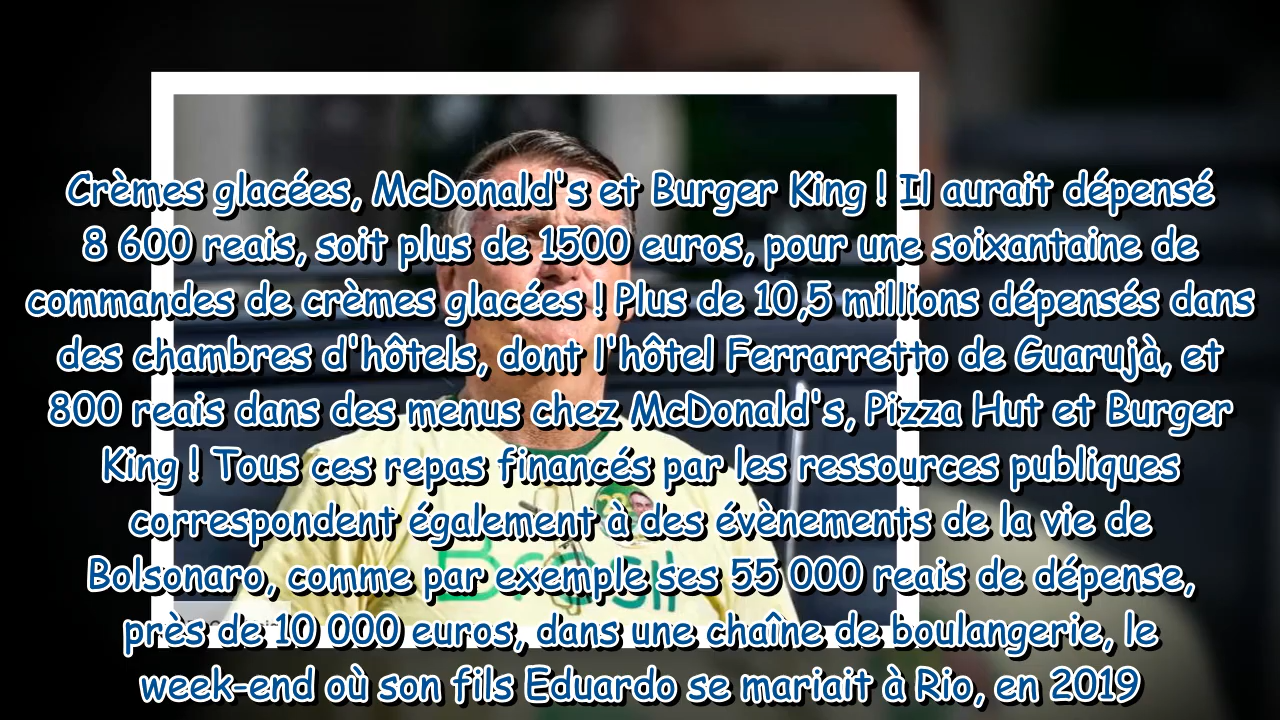 Crèmes glacées, McDonald's et Burger King ! Il aurait dépensé
8 600 reais, soit plus de 1500 euros, pour une soixantaine de
commandes de crèmes glacées ! Plus de 10,5 millions dépensés dans
des chambres d'hôtels, dont l'hôtel Ferrarretto de Guarujà, et
800 reais dans des menus chez McDonald's, Pizza Hut et Burger
King ! Tous ces repas financés par les ressources publiques
correspondent également à des évènements de la vie de
Bolsonaro, comme par exemple ses 55 000 reais de dépense,
près de 10 000 euros, dans une chaîne de boulangerie, le
week-end où son fils Eduardo se mariait à Rio, en 2019
Brasil